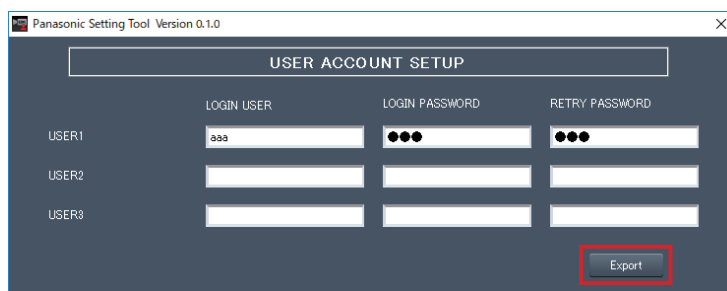 Panasonic Setting Tool Version 0.1.0
USER ACCOUNT SETUP
LOGIN USER LOGIN PASSWORD RETRY PASSWORD
USER1 aaa ●●● ●●●
USER2
USER3
Export